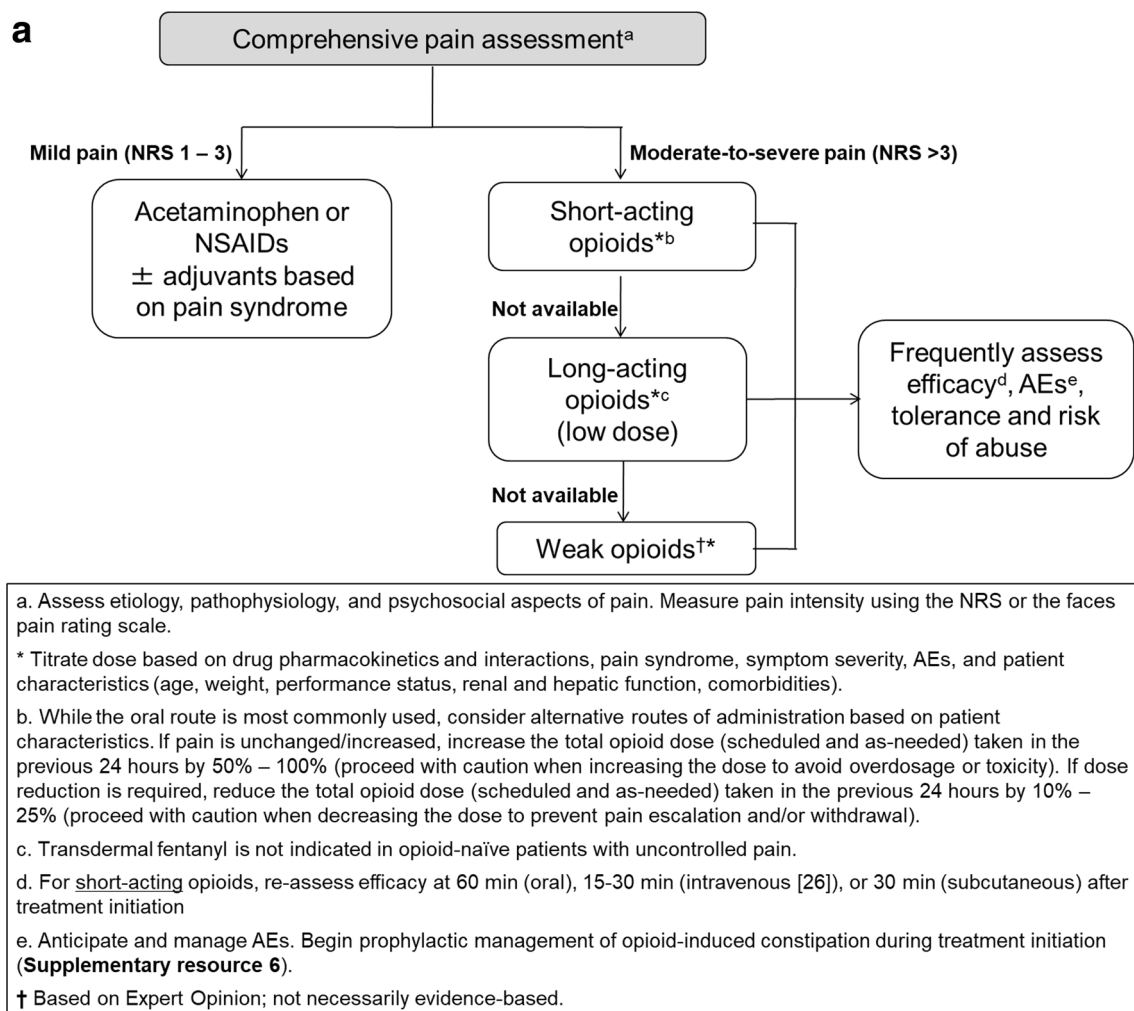 a
Comprehensive pain assessmentᵃ
Mild pain (NRS 1 – 3)
Moderate-to-severe pain (NRS >3)
Acetaminophen or
NSAIDs
± adjuvants based
on pain syndrome
Short-acting
opioids*ᵇ
Not available
Long-acting
opioids*ᶜ
(low dose)
Not available
Weak opioids†*
Frequently assess
efficacyᵈ, AEsᵉ,
tolerance and risk
of abuse
a. Assess etiology, pathophysiology, and psychosocial aspects of pain. Measure pain intensity using the NRS or the faces
pain rating scale.
* Titrate dose based on drug pharmacokinetics and interactions, pain syndrome, symptom severity, AEs, and patient
characteristics (age, weight, performance status, renal and hepatic function, comorbidities).
b. While the oral route is most commonly used, consider alternative routes of administration based on patient
characteristics. If pain is unchanged/increased, increase the total opioid dose (scheduled and as-needed) taken in the
previous 24 hours by 50% – 100% (proceed with caution when increasing the dose to avoid overdosage or toxicity). If dose
reduction is required, reduce the total opioid dose (scheduled and as-needed) taken in the previous 24 hours by 10% –
25% (proceed with caution when decreasing the dose to prevent pain escalation and/or withdrawal).
c. Transdermal fentanyl is not indicated in opioid-naïve patients with uncontrolled pain.
d. For short-acting opioids, re-assess efficacy at 60 min (oral), 15-30 min (intravenous [26]), or 30 min (subcutaneous) after
treatment initiation
e. Anticipate and manage AEs. Begin prophylactic management of opioid-induced constipation during treatment initiation
(Supplementary resource 6).
† Based on Expert Opinion; not necessarily evidence-based.